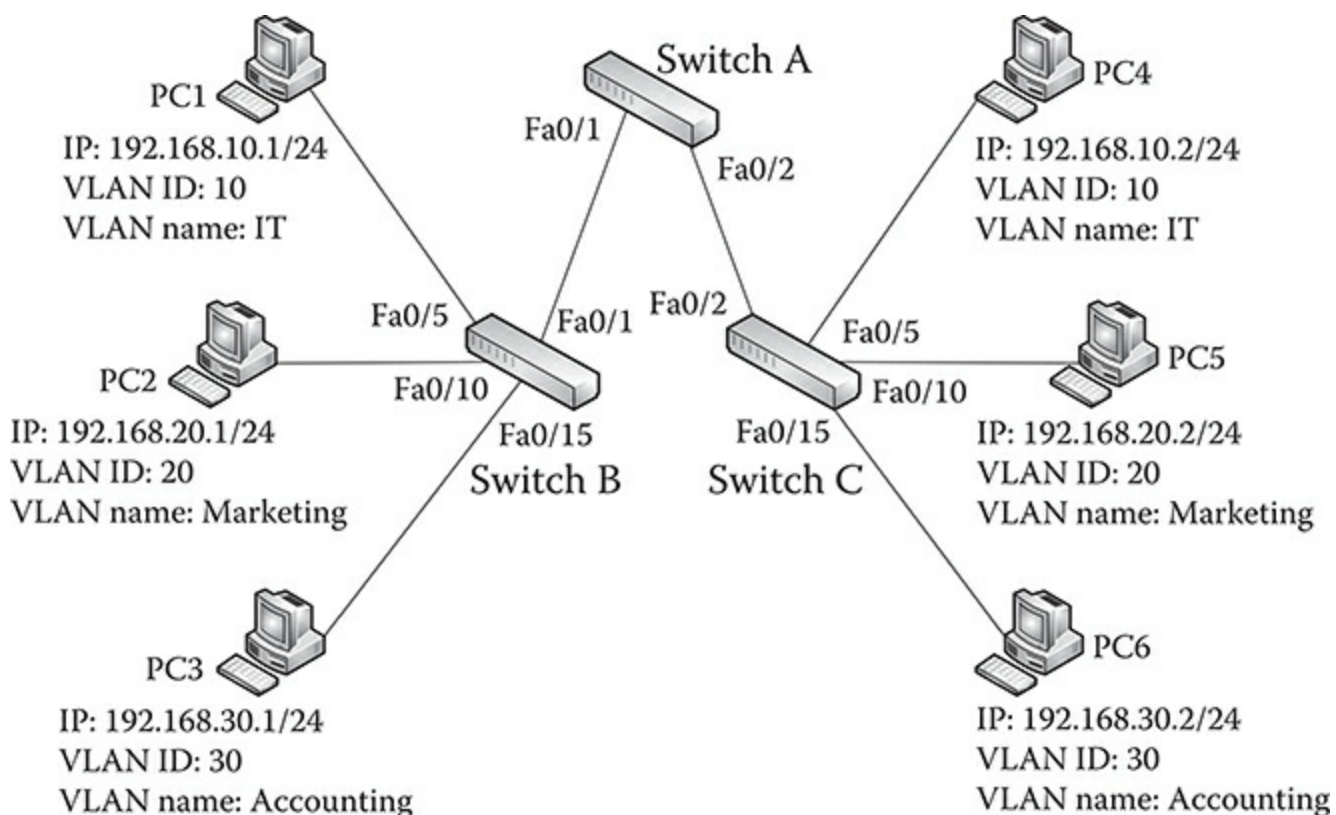 Switch A
PC1
PC4
Fa0/1
IP: 192.168.10.1/24
VLAN ID: 10
VLAN name: IT
Fa0/2
IP: 192.168.10.2/24
VLAN ID: 10
VLAN name: IT
Fa0/5
Fa0/1
Fa0/2
Fa0/5
PC2
Fa0/10
Fa0/10
PC5
IP: 192.168.20.1/24
VLAN ID: 20
VLAN name: Marketing
Fa0/15
Switch B
Fa0/15
Switch C
IP: 192.168.20.2/24
VLAN ID: 20
VLAN name: Marketing
PC3
PC6
IP: 192.168.30.1/24
VLAN ID: 30
VLAN name: Accounting
IP: 192.168.30.2/24
VLAN ID: 30
VLAN name: Accounting